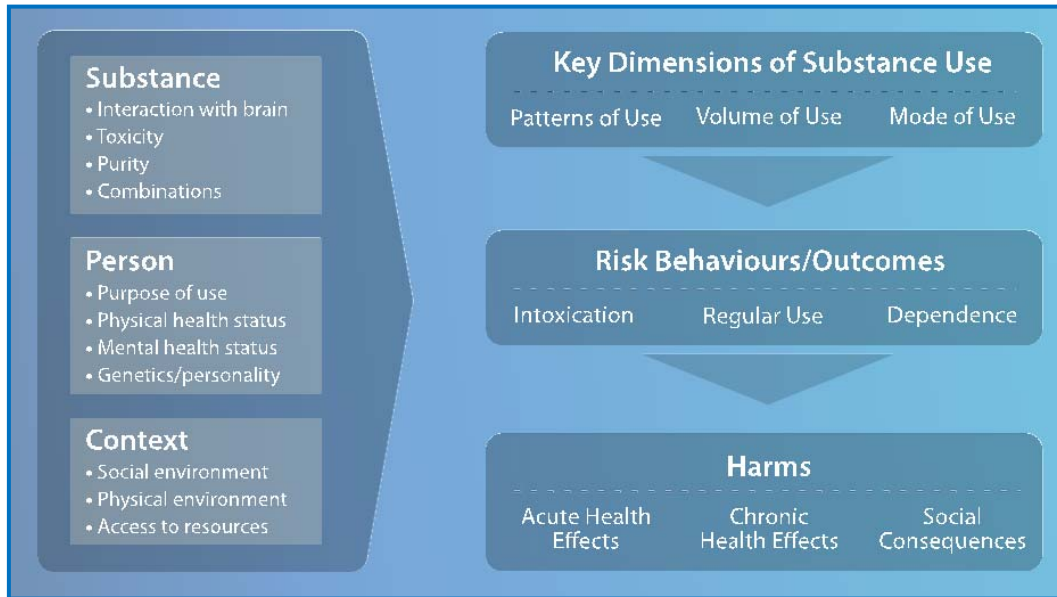 Substance
• Interaction with brain
• Toxicity
• Purity
• Combinations
Person
• Purpose of use
• Physical health status
• Mental health status
• Genetics/personality
Context
• Social environment
• Physical environment
• Access to resources
Key Dimensions of Substance Use
Patterns of Use Volume of Use Mode of Use
Risk Behaviours/Outcomes
Intoxication Regular Use Dependence
Harms
Acute Health Chronic Social
Effects Health Effects Consequences